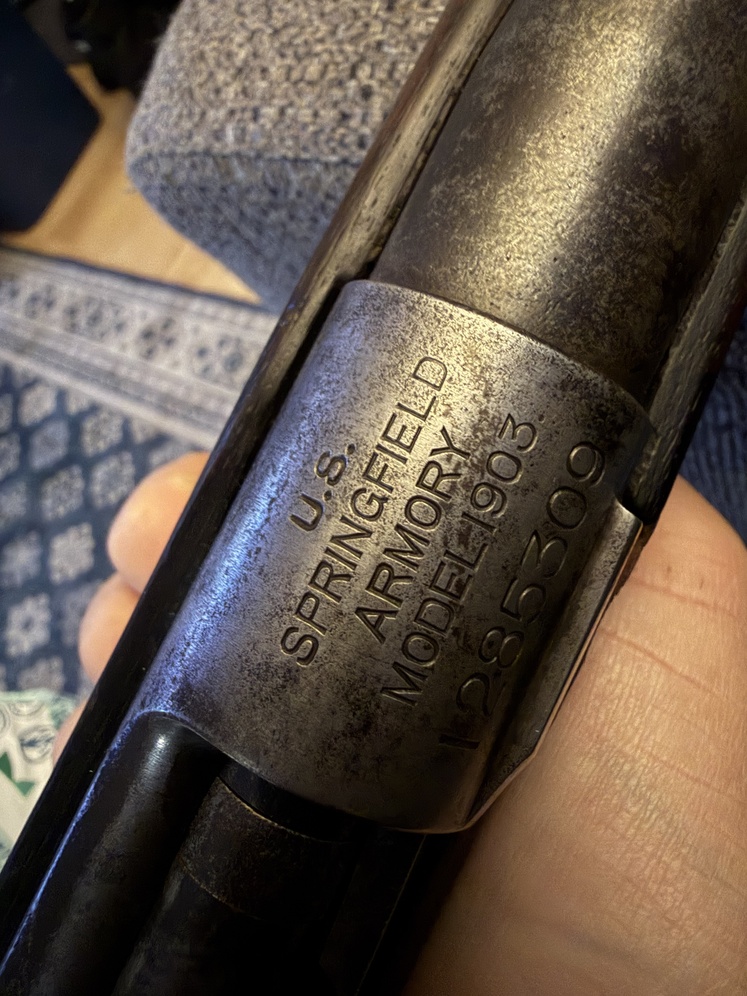 U.S.
SPRINGFIELD
ARMORY
MODEL 1903
1285309